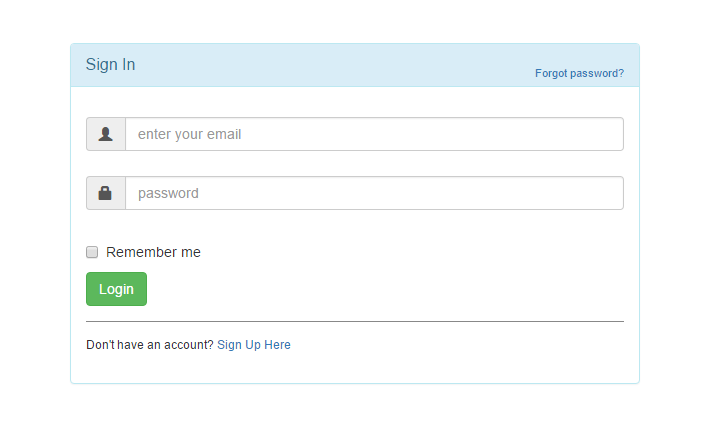 Sign In
Forgot password?
enter your email
password
Remember me
Login
Don't have an account? Sign Up Here